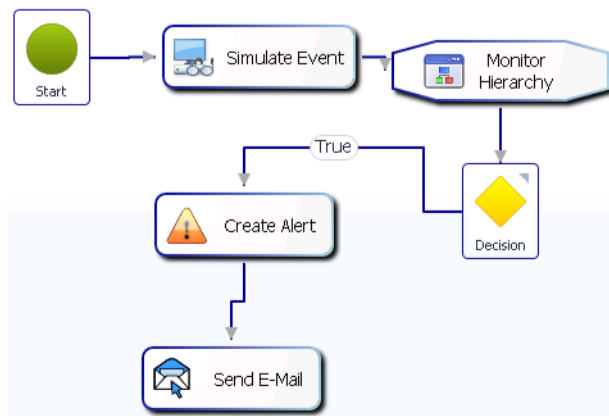 Start
Simulate Event
Monitor
Hierarchy
True
Create Alert
Decision
Send E-Mail